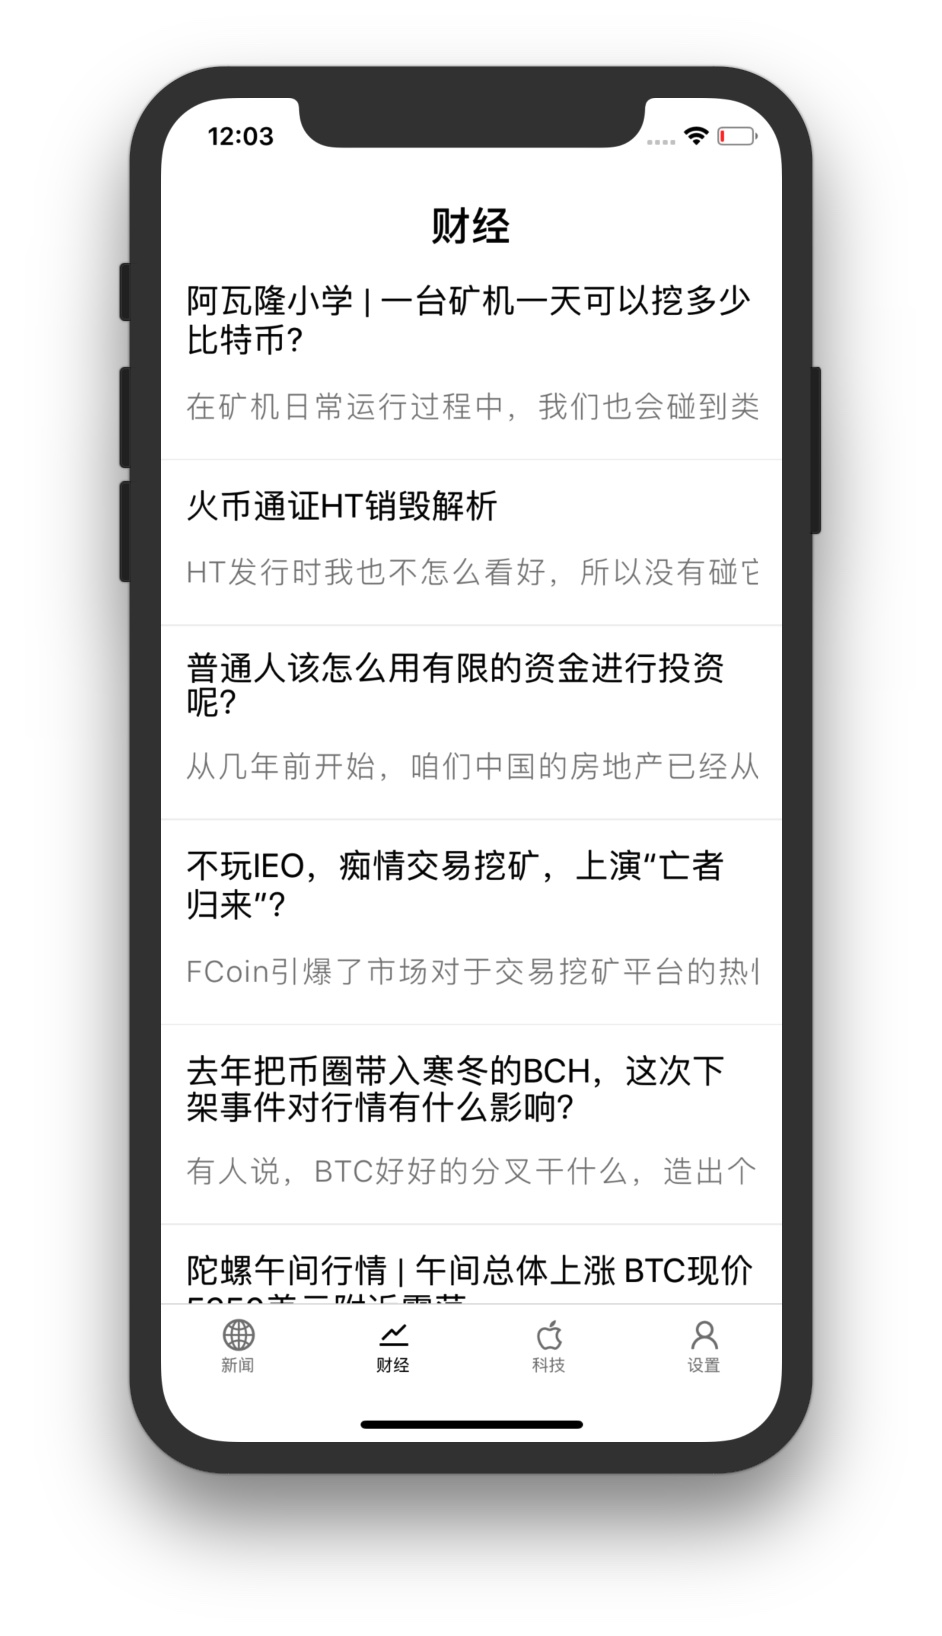 12:03
财经
阿瓦隆小学 | 一台矿机一天可以挖多少
比特币?
在矿机日常运行过程中，我们也会碰到类
火币通证HT销毁解析
HT发行时我也不怎么看好，所以没有碰它
普通人该怎么用有限的资金进行投资
呢?
从几年前开始，咱们中国的房地产已经从
不玩IEO，痴情交易挖矿，上演“亡者
归来”?
FCoin引爆了市场对于交易挖矿平台的热
去年把币圈带入寒冬的BCH，这次下
架事件对行情有什么影响?
有人说，BTC好好的分叉干什么，造出个
陀螺午间行情 | 午间总体上涨 BTC现价
新闻
财经
科技
设置